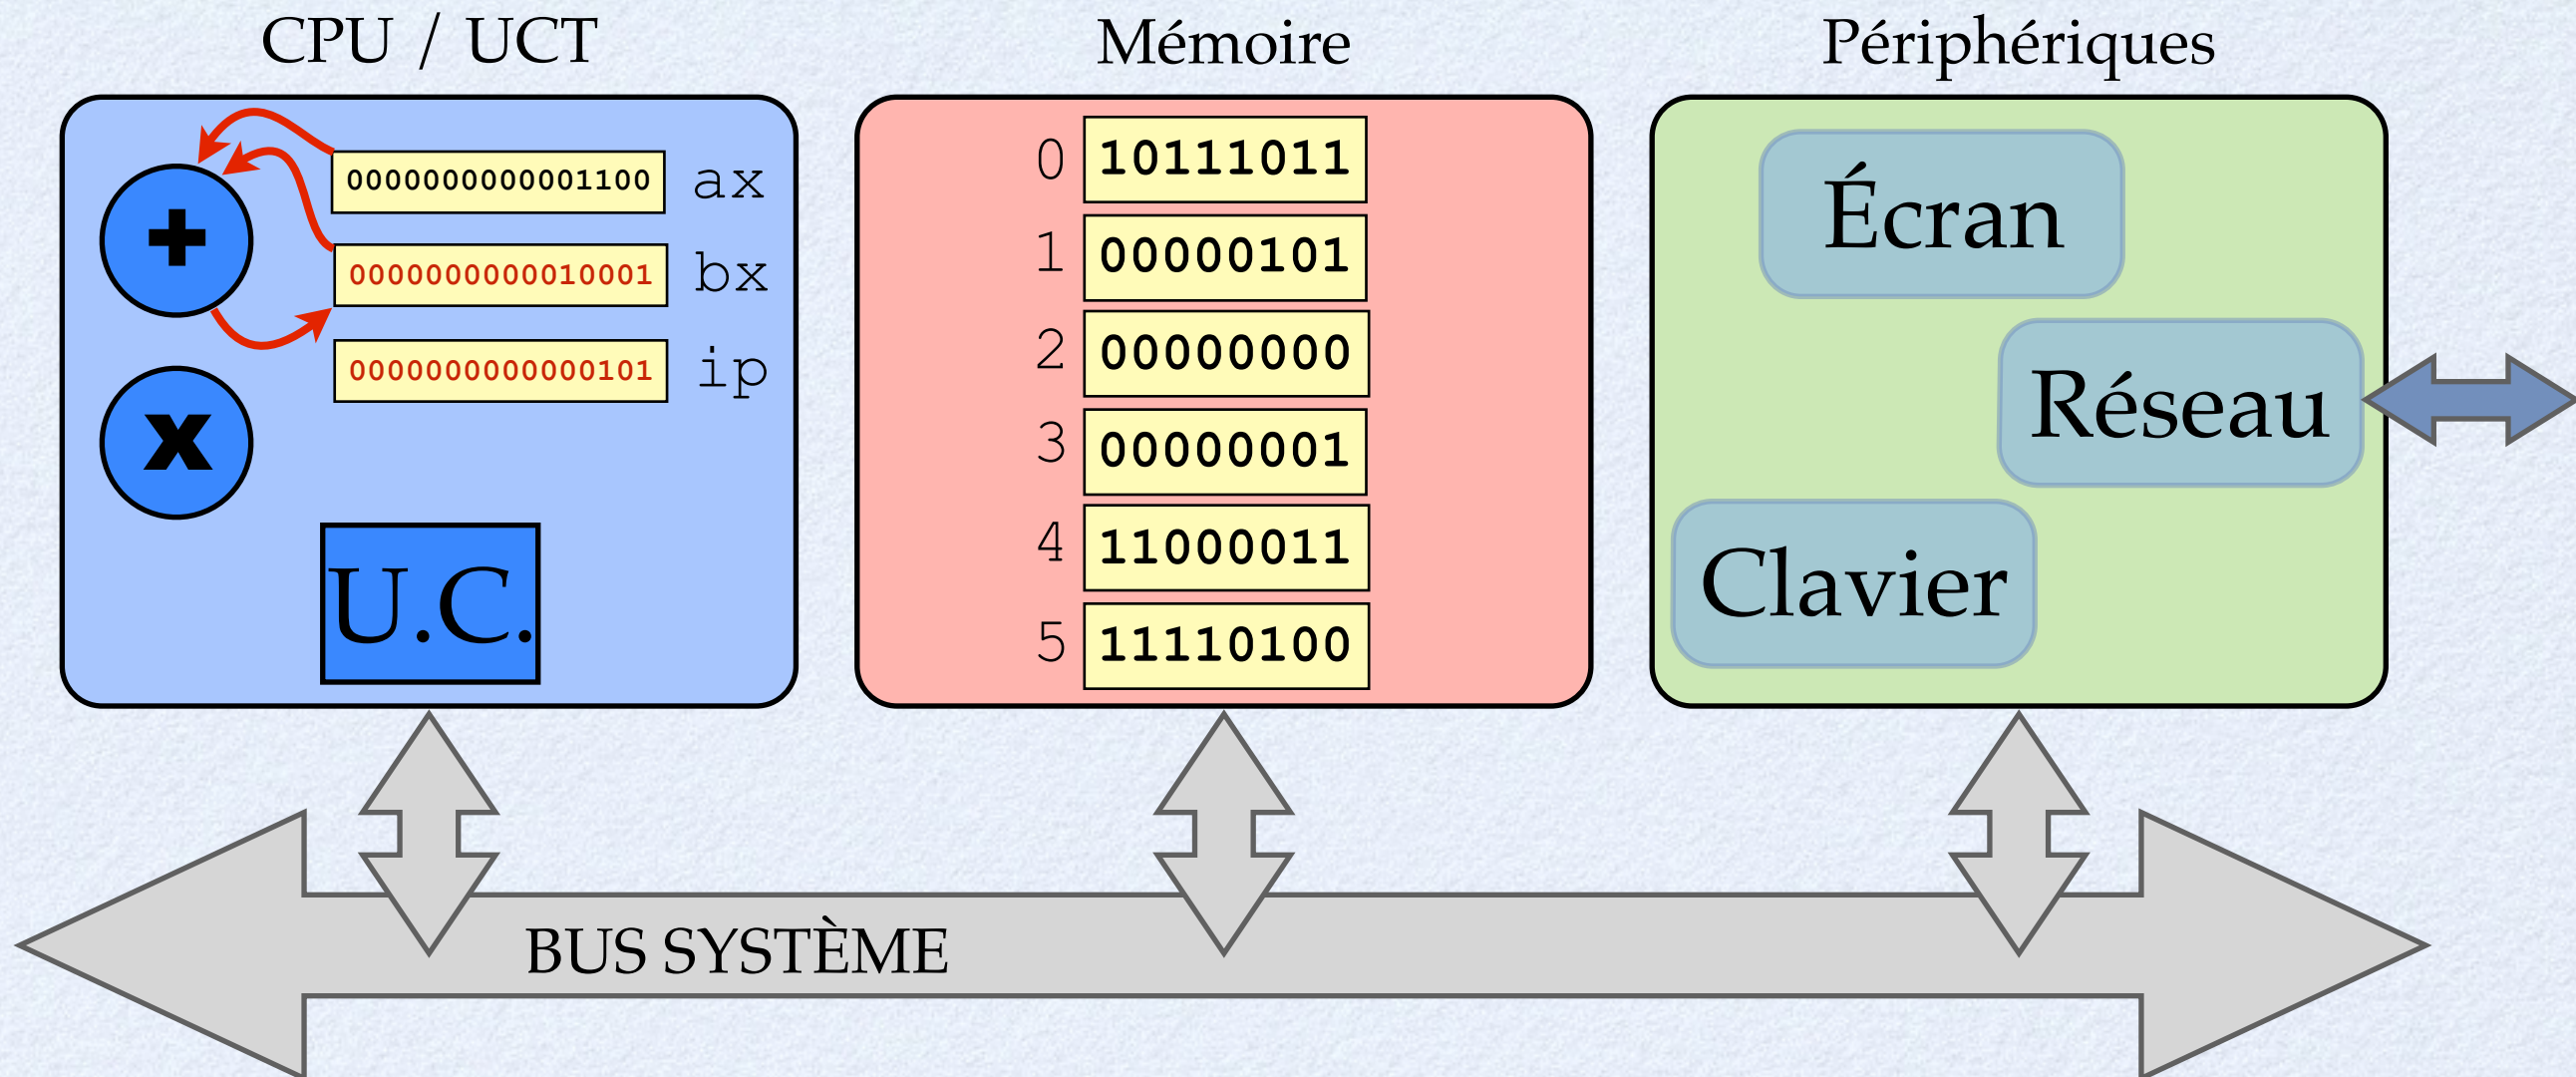 CPU / UCT
+
0000000000001100 ax
0000000000010001 bx
0000000000000101 ip
x
U.C.
Mémoire
0 10111011
1 00000101
2 00000000
3 00000001
4 11000011
5 11110100
Périphériques
Écran
Réseau
Clavier
BUS SYSTÈME